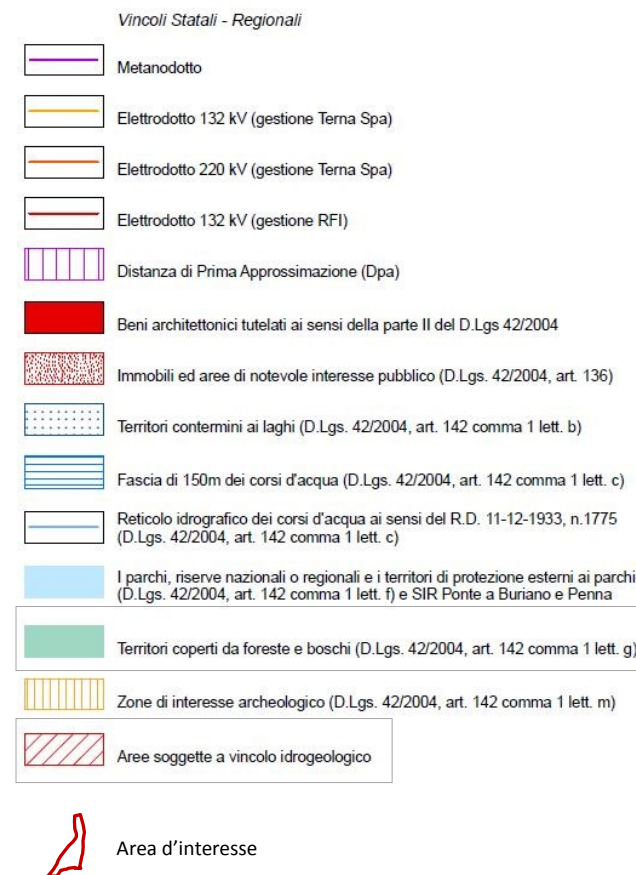 Vincoli Statali - Regionali
Metanodotto
Elettrodotto 132 kV (gestione Terna Spa)
Elettrodotto 220 kV (gestione Terna Spa)
Elettrodotto 132 kV (gestione RFI)
Distanza di Prima Approssimazione (Dpa)
Beni architettonici tutelati ai sensi della parte II del D.Lgs 42/2004
Immobili ed aree di notevole interesse pubblico (D.Lgs. 42/2004, art. 136)
Territori contermini ai laghi (D.Lgs. 42/2004, art. 142 comma 1 lett. b)
Fascia di 150m dei corsi d'acqua (D.Lgs. 42/2004, art. 142 comma 1 lett. c)
Reticolo idrografico dei corsi d'acqua ai sensi del R.D. 11-12-1933, n.1775
(D.Lgs. 42/2004, art. 142 comma 1 lett. c)
I parchi, riserve nazionali o regionali e i territori di protezione esterni ai parchi
(D.Lgs. 42/2004, art. 142 comma 1 lett. f) e SIR Ponte a Buriano e Penna
Territori coperti da foreste e boschi (D.Lgs. 42/2004, art. 142 comma 1 lett. g)
Zone di interesse archeologico (D.Lgs. 42/2004, art. 142 comma 1 lett. m)
Aree soggette a vincolo idrogeologico
Area d’interesse